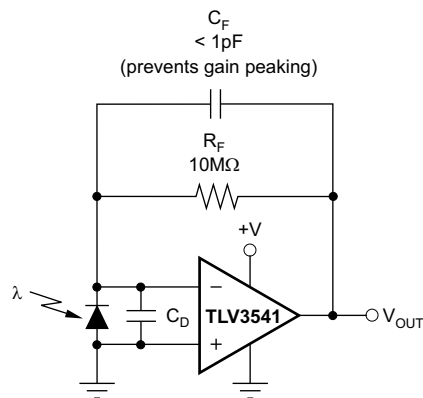 C_F
< 1pF
(prevents gain peaking)
R_F
10MΩ
+V
λ
−
C_D
TLV3541
+
V_OUT